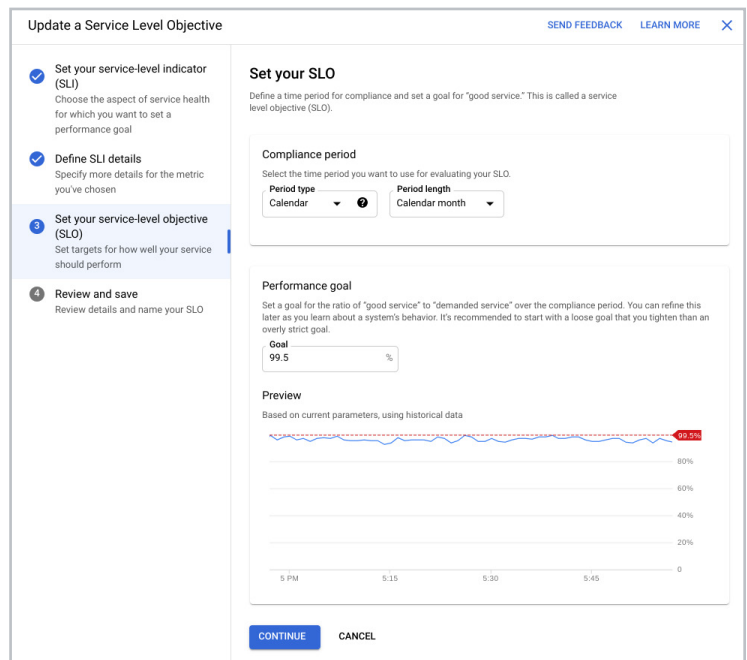 Update a Service Level Objective
SEND FEEDBACK
LEARN MORE
Set your service-level indicator
(SLI)
Choose the aspect of service health
for which you want to set a
performance goal
Define SLI details
Specify more details for the metric
you've chosen
3
Set your service-level objective
(SLO)
Set targets for how well your service
should perform
4
Review and save
Review details and name your SLO
Set your SLO
Define a time period for compliance and set a goal for “good service.” This is called a service
level objective (SLO).
Compliance period
Select the time period you want to use for evaluating your SLO.
Period type
Calendar
?
Period length
Calendar month
Performance goal
Set a goal for the ratio of “good service” to “demanded service” over the compliance period. You can refine this
later as you learn about a system's behavior. It's recommended to start with a loose goal that you tighten than an
overly strict goal.
Goal
99.5
%
Preview
Based on current parameters, using historical data
99.5%
80%
60%
40%
20%
0
5 PM
5:15
5:30
5:45
CONTINUE
CANCEL